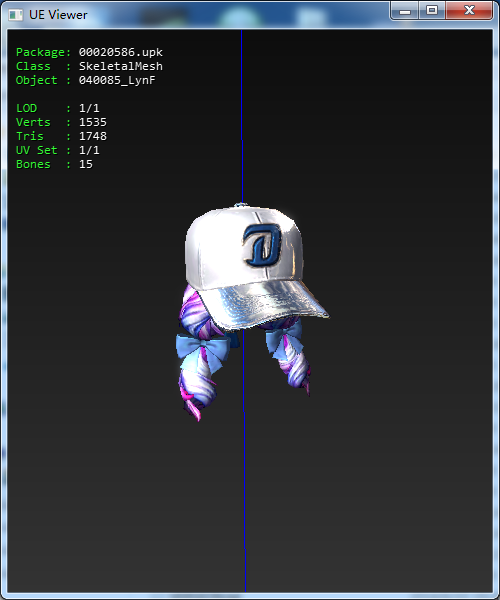 UE Viewer
Package: 00020586.upk
Class : SkeletalMesh
Object : 040085_LynF
LOD : 1/1
Verts : 1535
Tris : 1748
UV Set : 1/1
Bones : 15
D